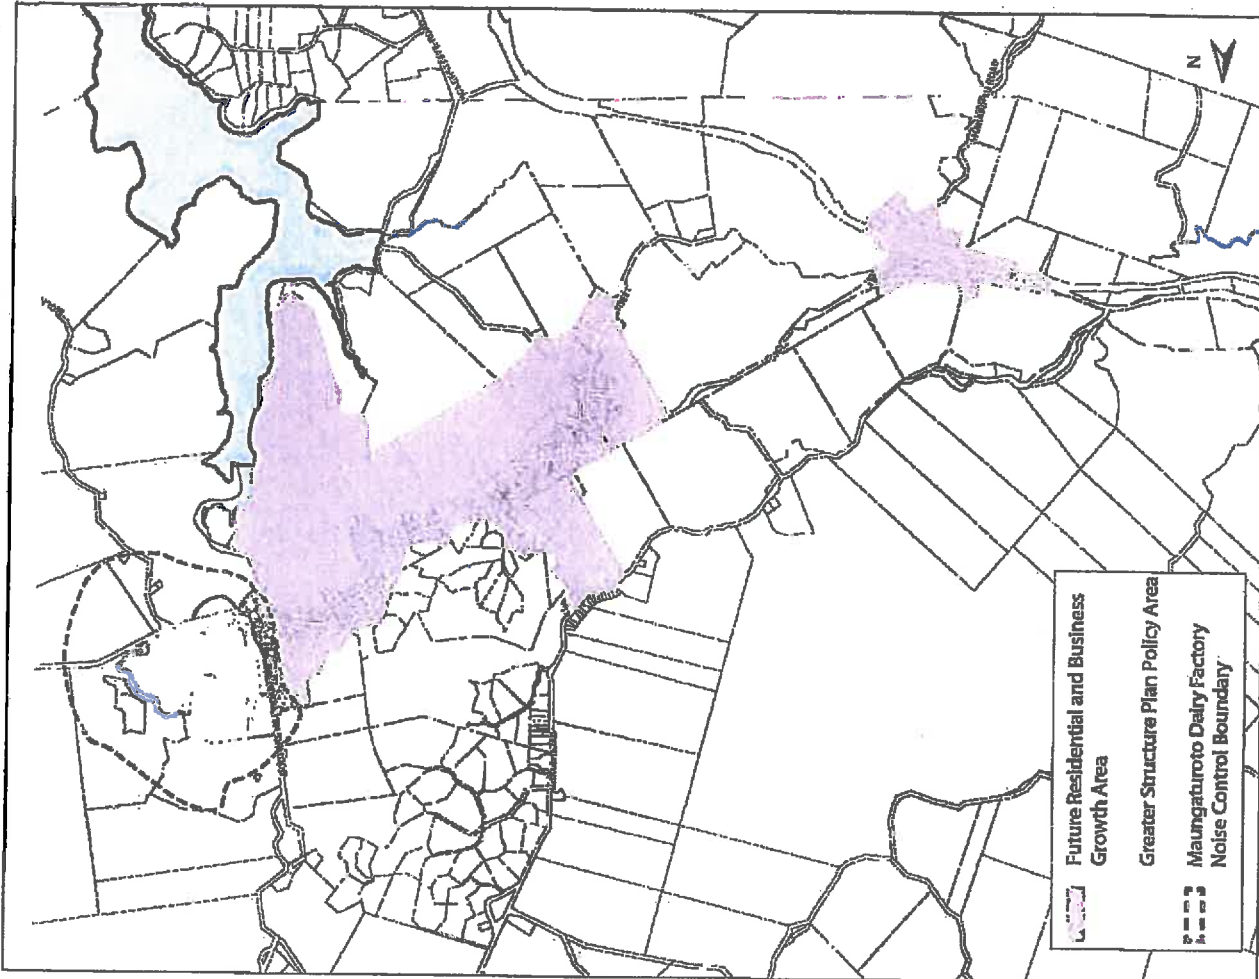 N
Future Residential and Business
Growth Area
Greater Structure Plan Policy Area
Maungaturoto Dairy Factory
Noise Control Boundary